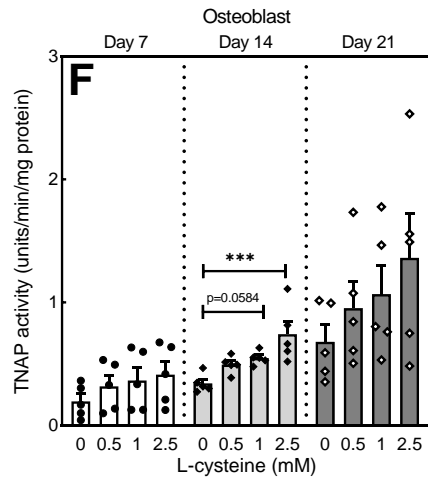 Osteoblast
Day 7 Day 14 Day 21
F
TNAP activity (units/min/mg protein)
3
2
1
0
***
p=0.0584
0 0.5 1 2.5 0 0.5 1 2.5 0 0.5 1 2.5
L-cysteine (mM)